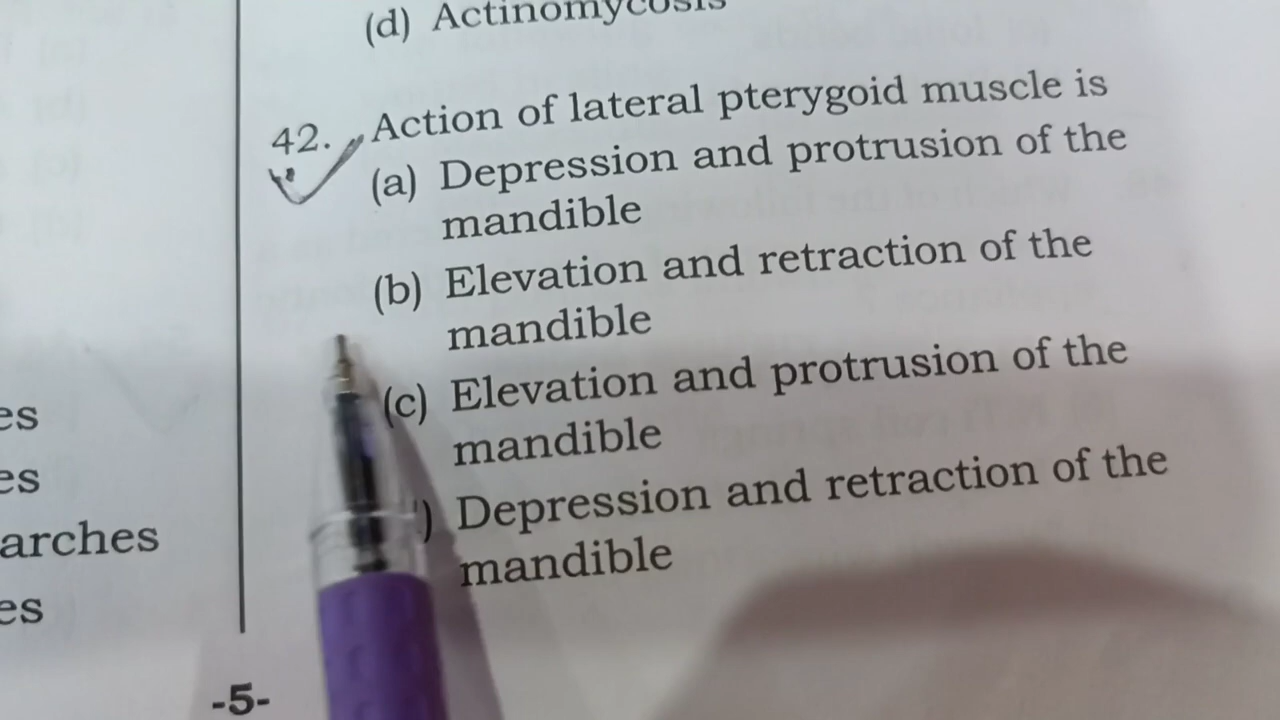 (d) Actinomycosis
42. Action of lateral pterygoid muscle is
(a) Depression and protrusion of the
mandible
(b) Elevation and retraction of the
mandible
(c) Elevation and protrusion of the
mandible
) Depression and retraction of the
mandible
es
es
arches
es
-5-